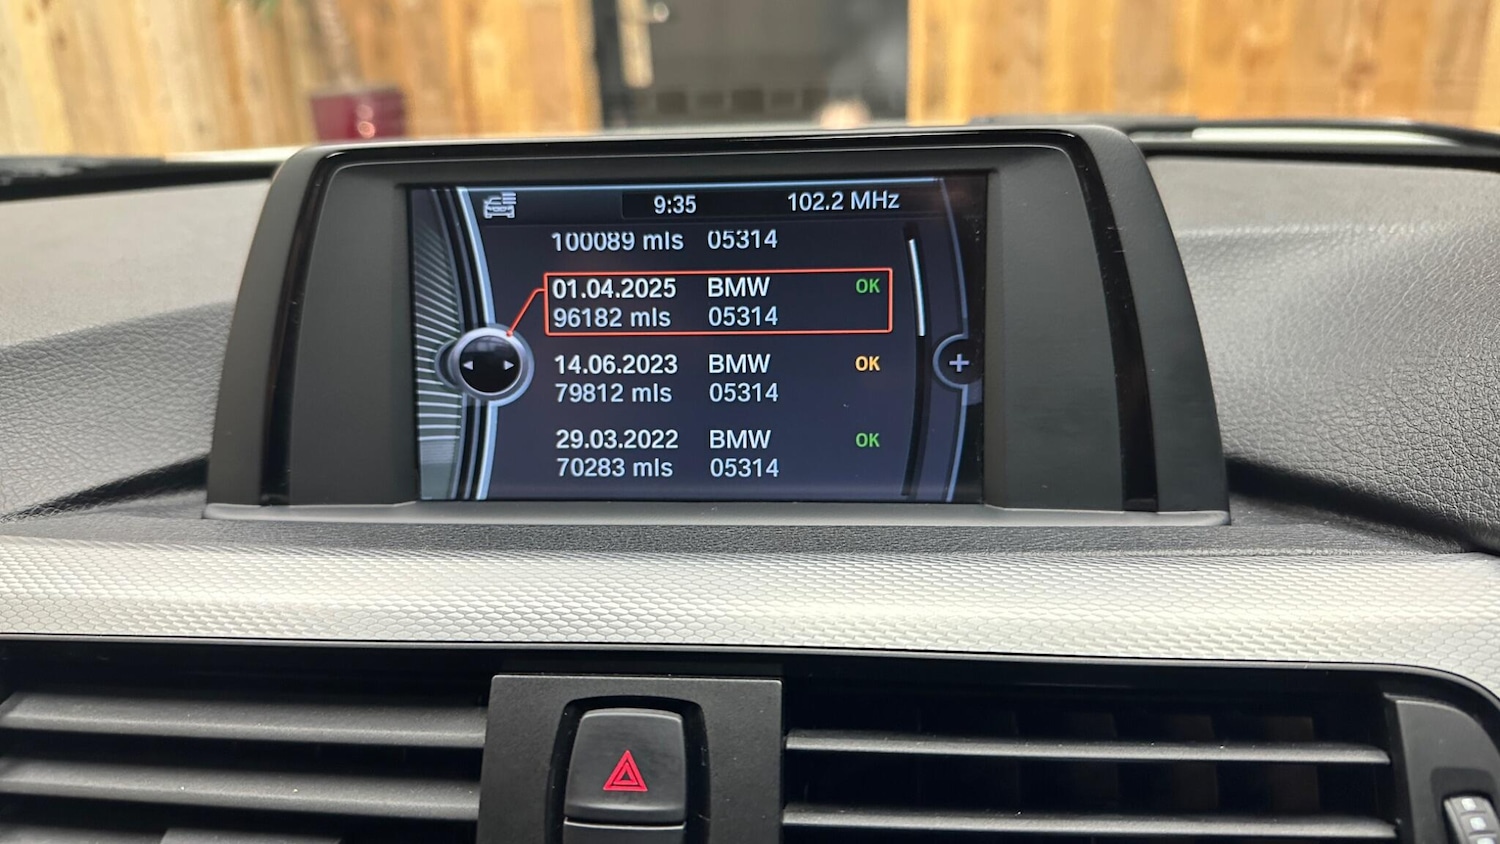 9:35 102.2 MHz
100089 mls 05314
01.04.2025 BMW OK
96182 mls 05314
14.06.2023 BMW OK
79812 mls 05314
29.03.2022 BMW OK
70283 mls 05314